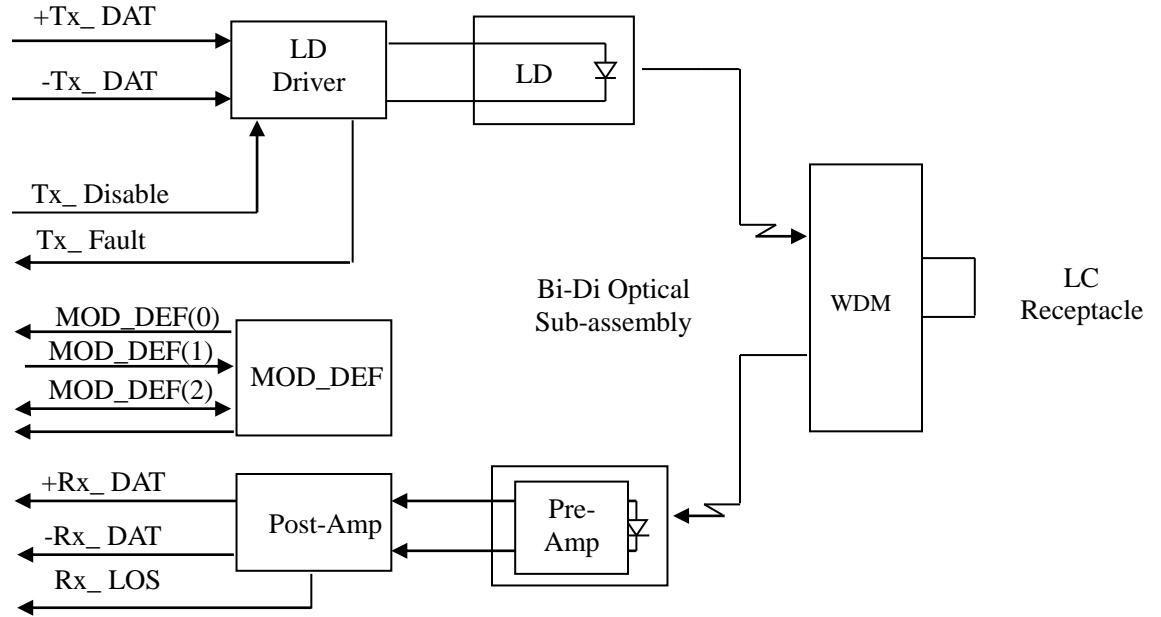 +Tx_ DAT
LD
Driver
LD
-Tx_ DAT
Tx_ Disable
Tx_ Fault
Bi-Di Optical
Sub-assembly
WDM
LC
Receptacle
MOD_DEF(0)
MOD_DEF(1)
MOD_DEF
MOD_DEF(2)
+Rx_ DAT
Post-Amp
Pre-
Amp
-Rx_ DAT
Rx_ LOS